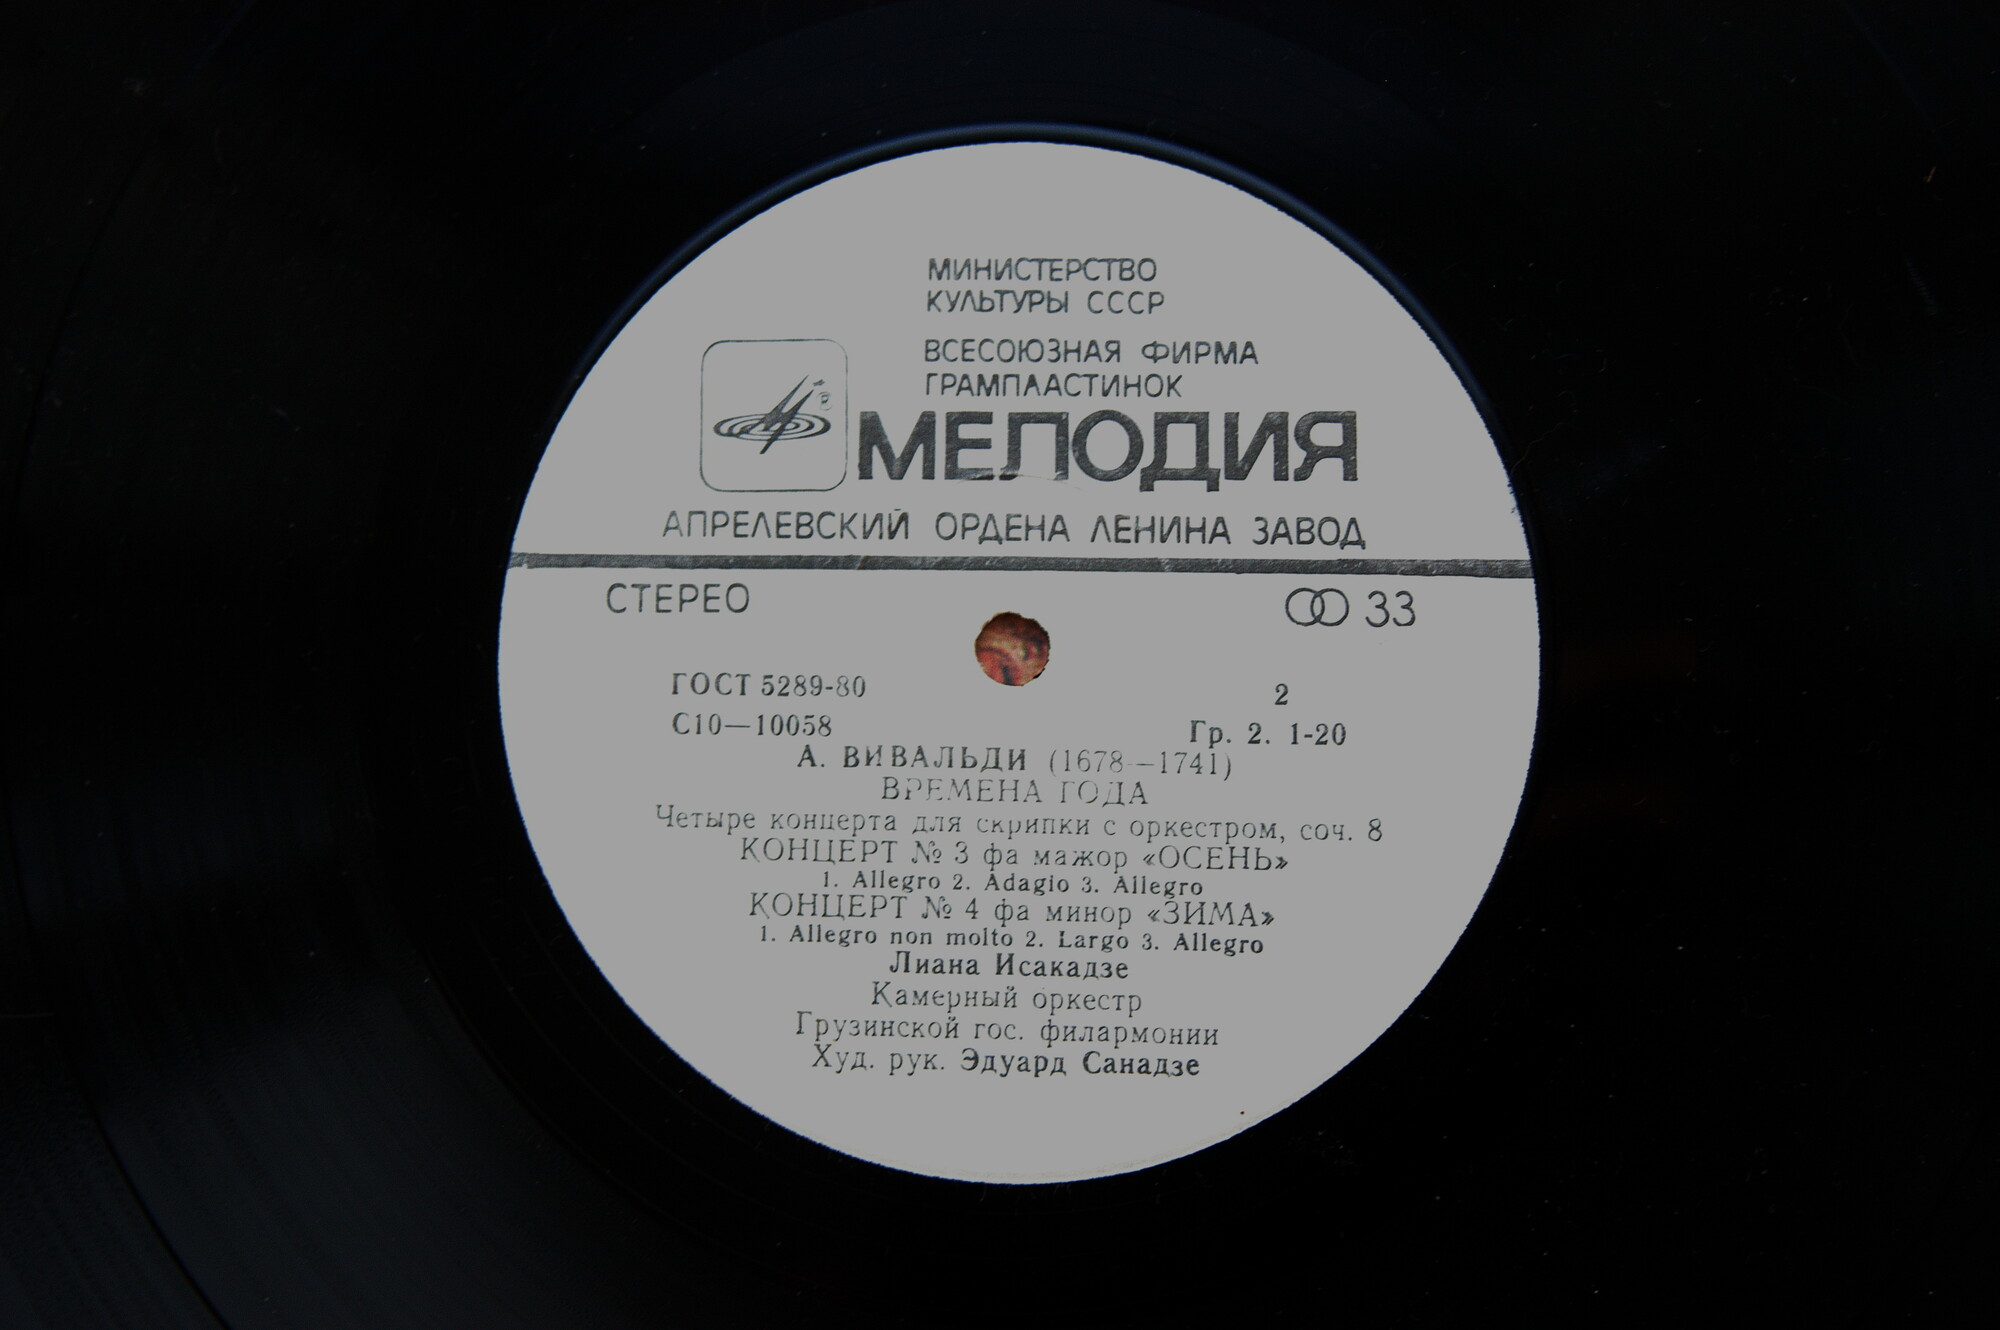 МИНИСТЕРСТВО
КУЛЬТУРЫ СССР
ВСЕСОЮЗНАЯ ФИРМА
ГРАМПЛАСТИНОК
МЕЛОДИЯ
АПРЕЛЕВСКИЙ ОРДЕНА ЛЕНИНА ЗАВОД
СТЕРЕО 33
ГОСТ 5289-80 2
С10—10058 Гр. 2. 1-20
А. ВИВАЛЬДИ (1678—1741)
ВРЕМЕНА ГОДА
Четыре концерта для скрипки с оркестром, соч. 8
КОНЦЕРТ № 3 фа мажор «ОСЕНЬ»
1. Allegro 2. Adagio 3. Allegro
КОНЦЕРТ № 4 фа минор «ЗИМА»
1. Allegro non molto 2. Largo 3. Allegro
Лиана Исакадзе
Камерный оркестр
Грузинской гос. филармонии
Худ. рук. Эдуард Санадзе